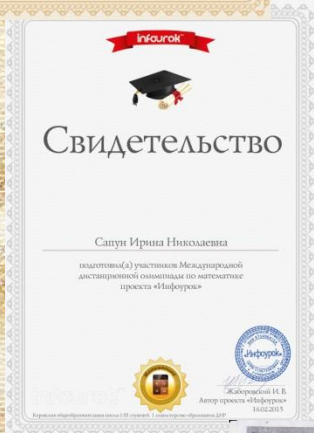 infourok
Свидетельство
Сапун Ирина Николаевна
подготовил(а) участников Международной
дистанционной олимпиады по математике
проекта «Инфоурок»
«Инфоурок»
Жаборовский И. В.
Автор проекта «Инфоурок»
16.02.2015